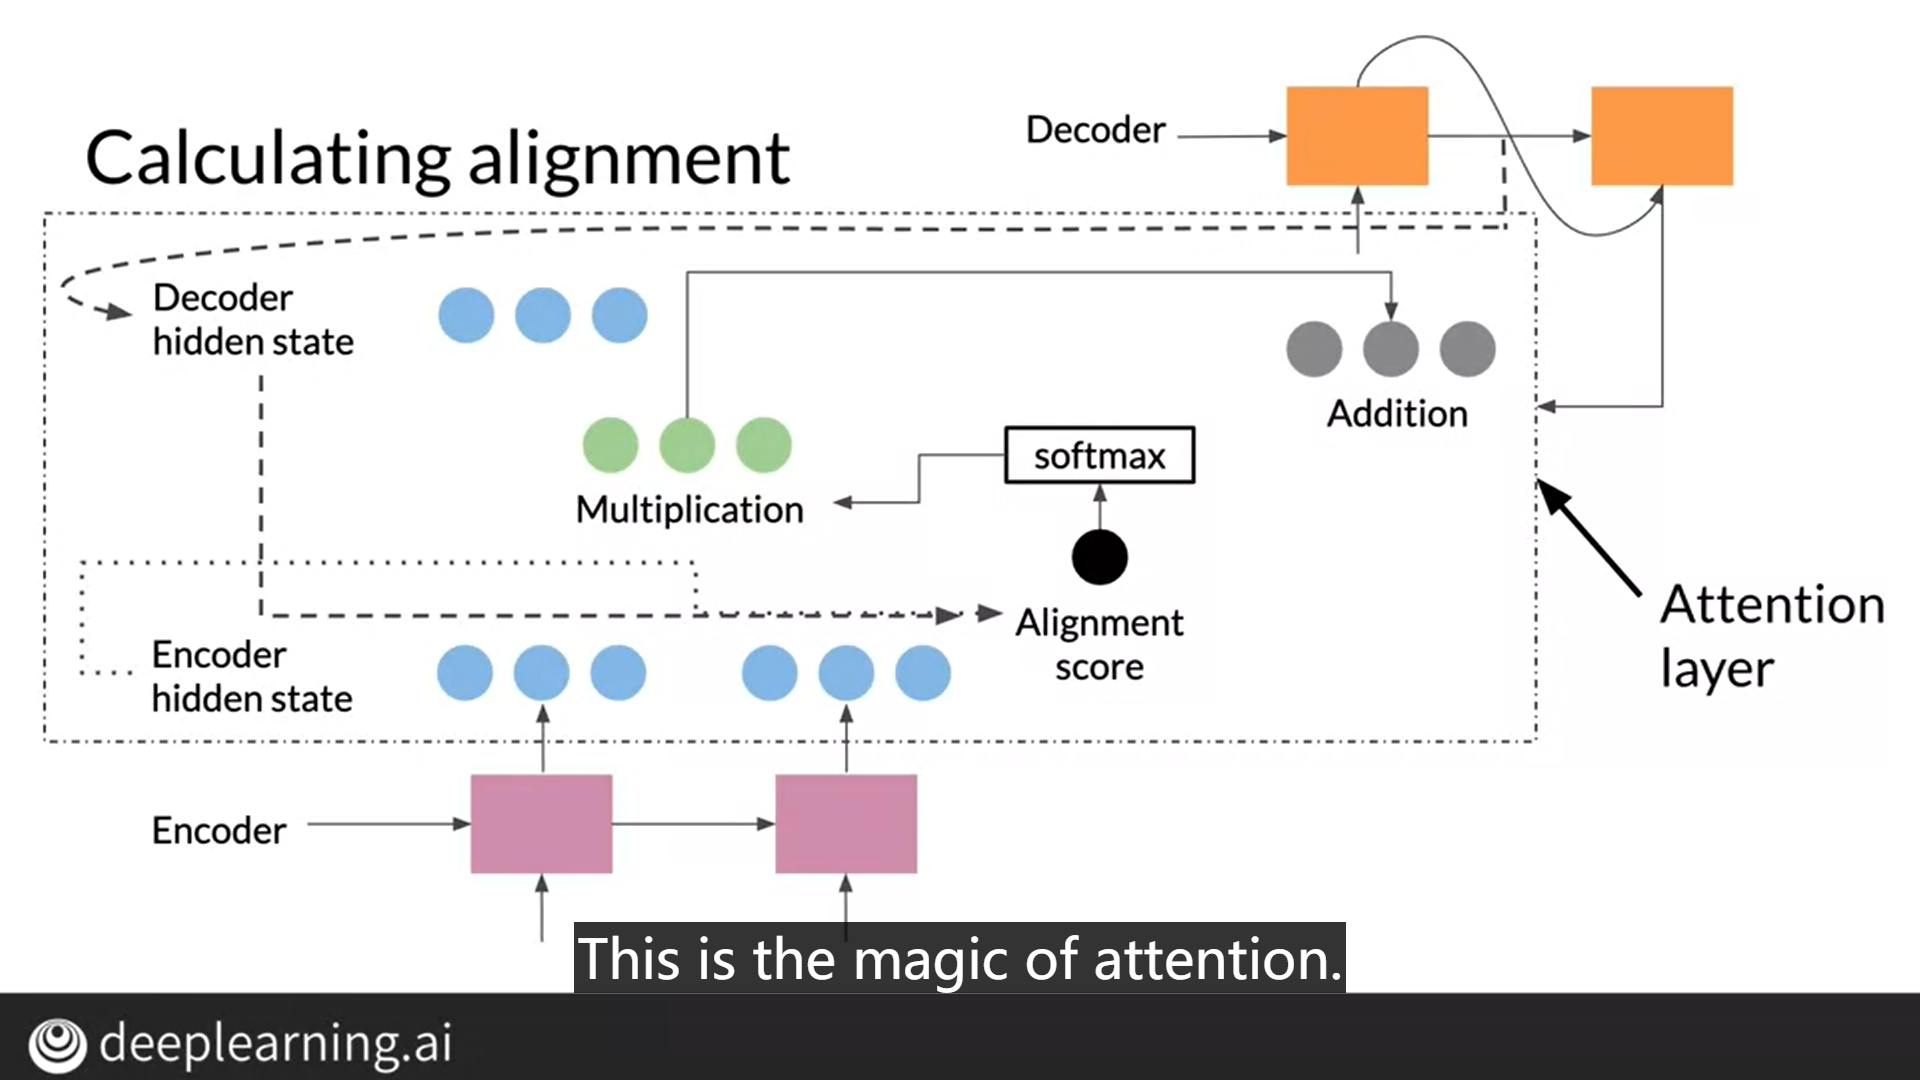 Decoder
Calculating alignment
Decoder
hidden state
Addition
softmax
Multiplication
Alignment
score
Attention
layer
Encoder
hidden state
Encoder
This is the magic of attention.
deeplearning.ai